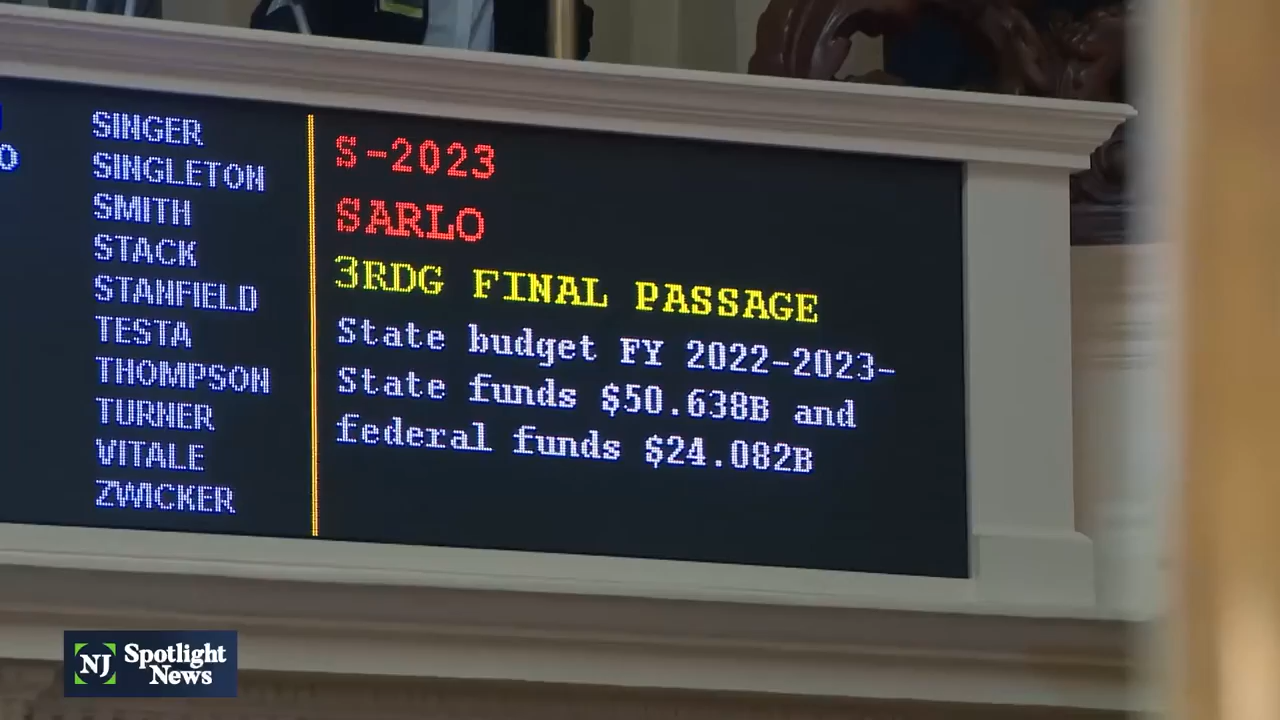 SINGER
SINGLETON
SMITH
STACK
STANFIELD
TESTA
THOMPSON
TURNER
VITALE
ZWICKER
S-2023
SARLO
3RDG FINAL PASSAGE
State budget FY 2022-2023-
State funds $50.638B and
federal funds $24.082B
NJ Spotlight
News